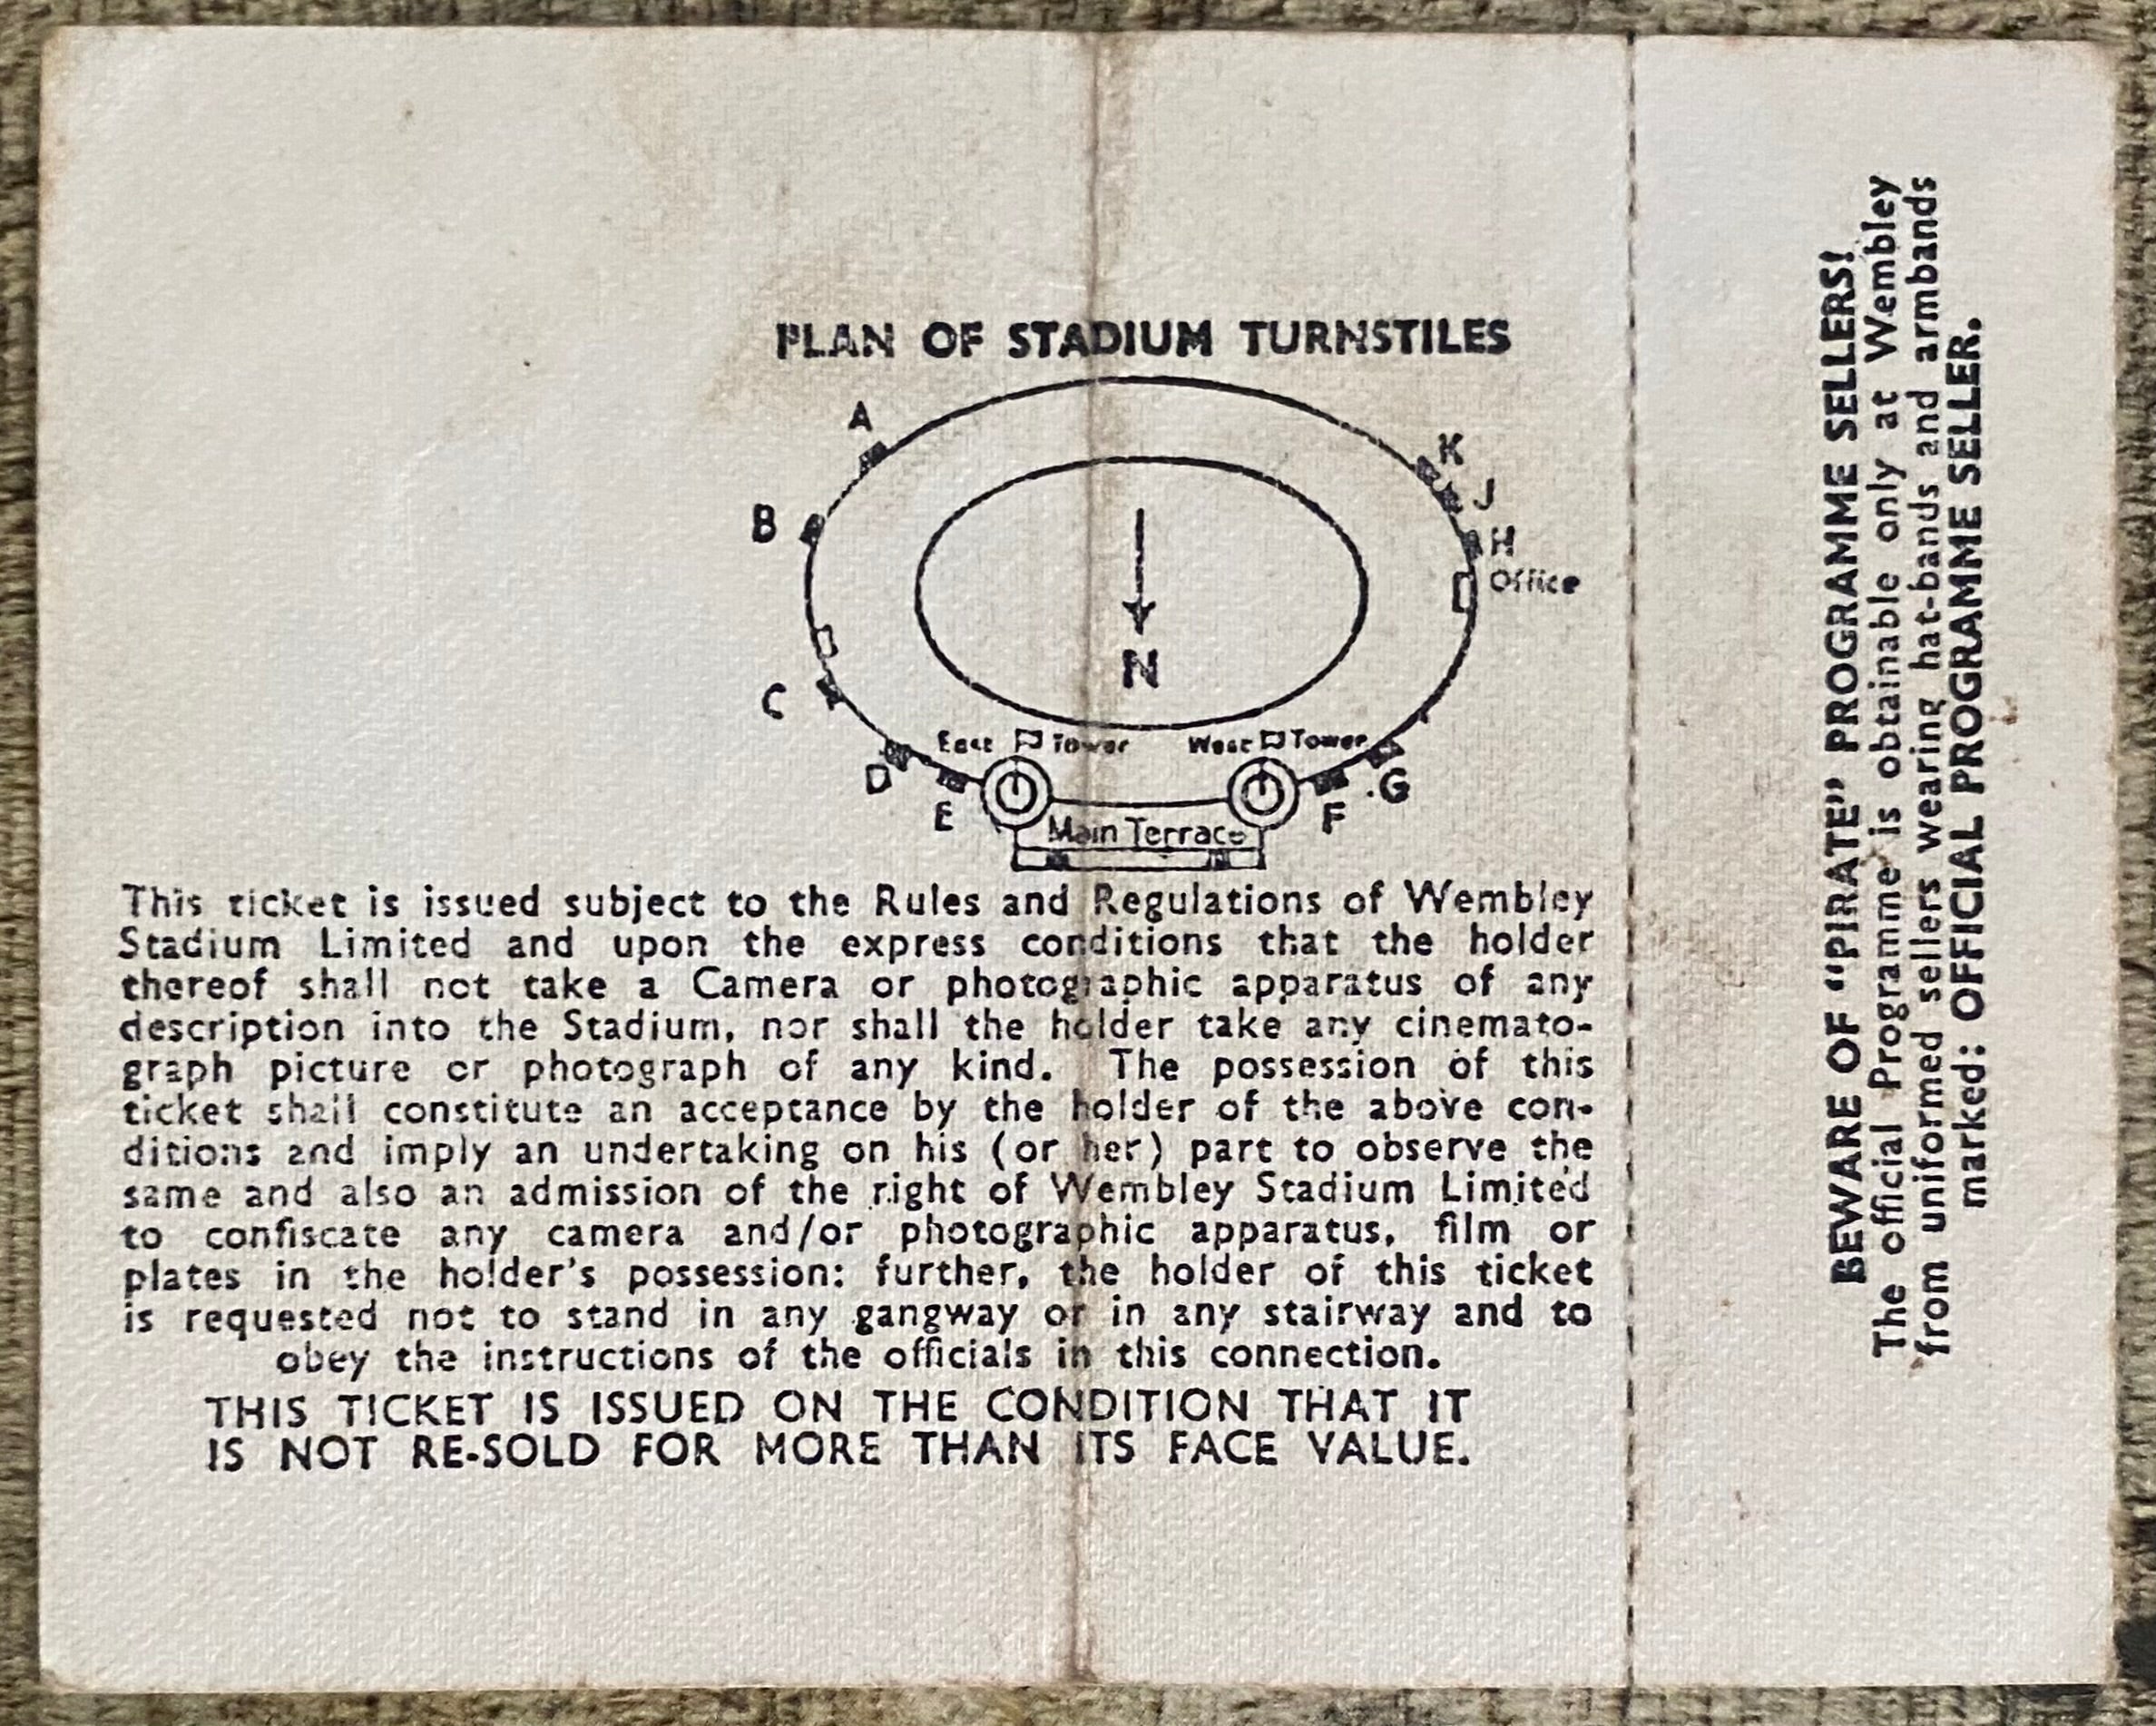 PLAN OF STADIUM TURNSTILES
A
K
J
B
H
Office
N
C
East Tower
West Tower
D
E
F
G
Main Terrace
This ticket is issued subject to the Rules and Regulations of Wembley
Stadium Limited and upon the express conditions that the holder
thereof shall not take a Camera or photographic apparatus of any
description into the Stadium, nor shall the holder take any cinemato-
graph picture or photograph of any kind. The possession of this
ticket shall constitute an acceptance by the holder of the above con-
ditions and imply an undertaking on his (or her) part to observe the
same and also an admission of the right of Wembley Stadium Limited
to confiscate any camera and/or photographic apparatus, film or
plates in the holder's possession: further, the holder of this ticket
is requested not to stand in any gangway or in any stairway and to
obey the instructions of the officials in this connection.
THIS TICKET IS ISSUED ON THE CONDITION THAT IT
IS NOT RE-SOLD FOR MORE THAN ITS FACE VALUE.
BEWARE OF "PIRATE" PROGRAMME SELLERS!
The official Programme is obtainable only at Wembley
from uniformed sellers wearing hat-bands and armbands
marked: OFFICIAL PROGRAMME SELLER.